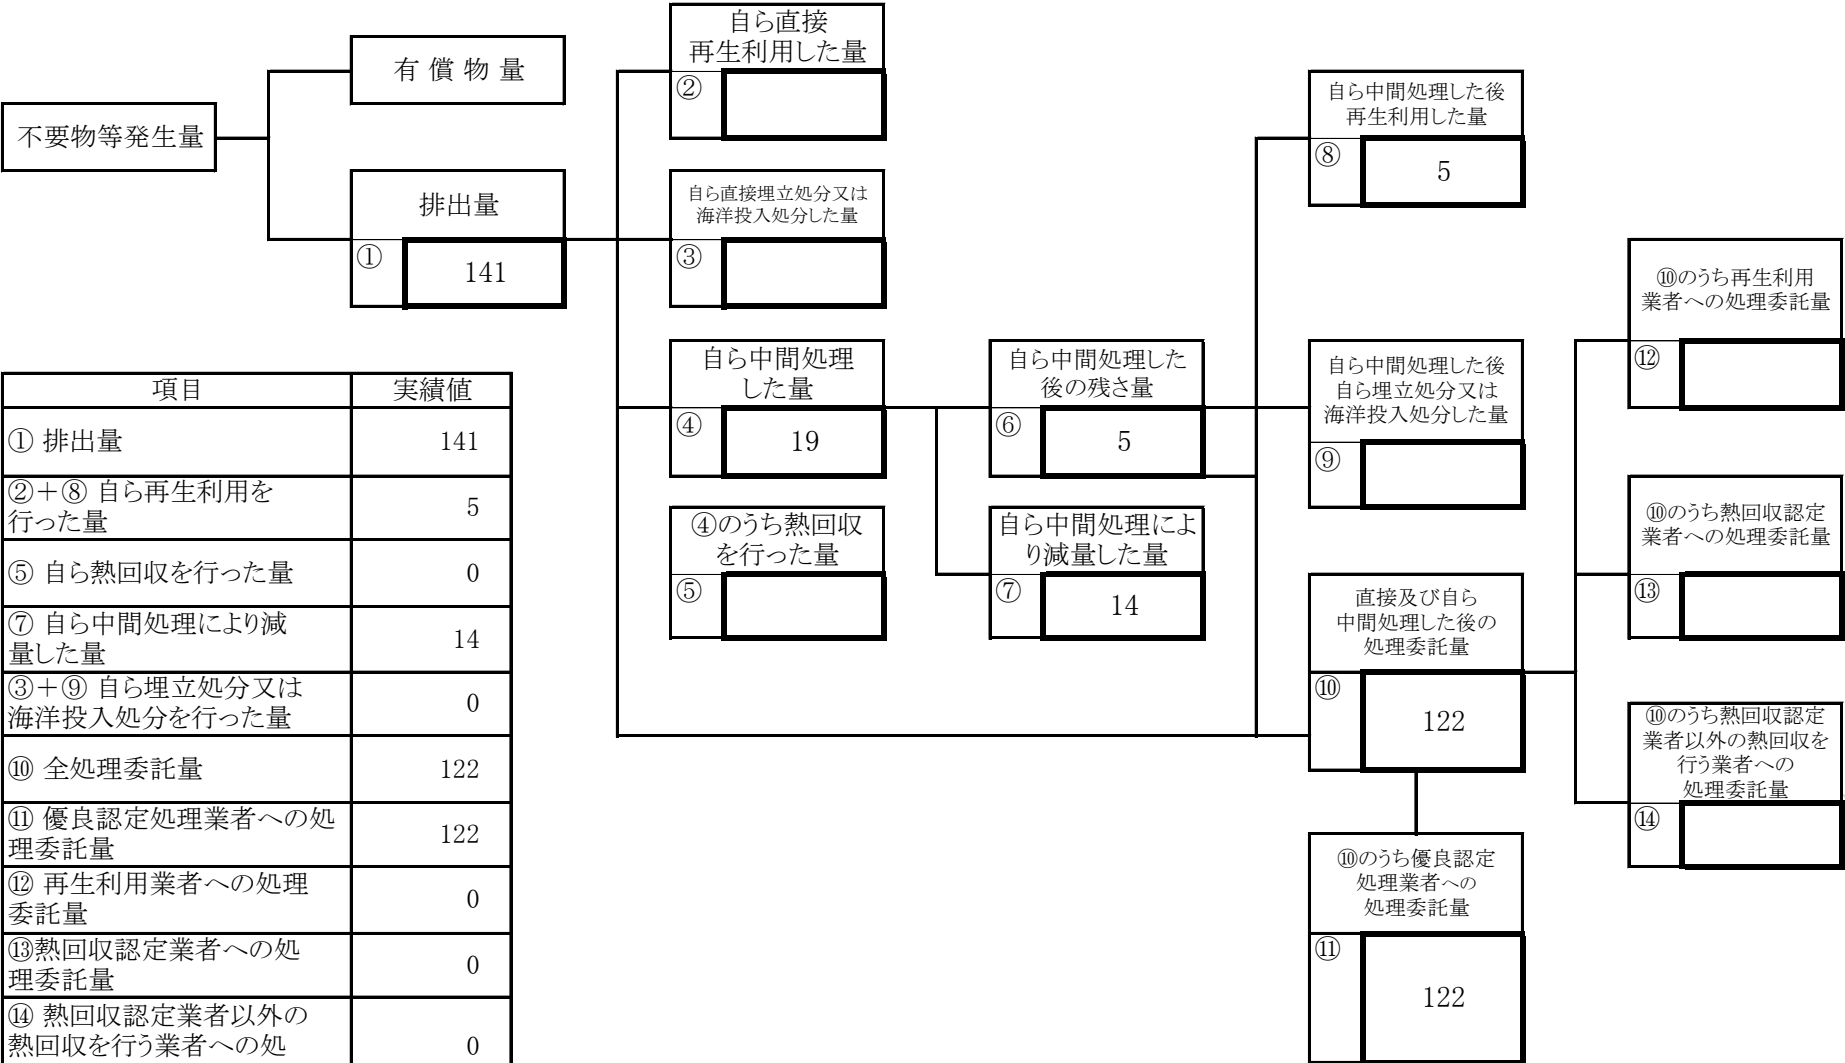 自ら直接
再生利用した量
②
有償物量
不要物等発生量
自ら中間処理した後
再生利用した量
⑧
5
排出量
①
141
自ら直接埋立処分又は
海洋投入処分した量
③
⑩のうち再生利用
業者への処理委託量
⑫
自ら中間処理
した量
④
19
自ら中間処理した
後の残さ量
⑥
5
自ら中間処理した後
自ら埋立処分又は
海洋投入処分した量
⑨
④のうち熱回収
を行った量
⑤
自ら中間処理によ
り減量した量
⑦
14
⑩のうち熱回収認定
業者への処理委託量
⑬
直接及び自ら
中間処理した後の
処理委託量
⑩
122
⑩のうち熱回収認定
業者以外の熱回収を
行う業者への
処理委託量
⑭
⑩のうち優良認定
処理業者への
処理委託量
⑪
122
項目 実績値
① 排出量 141
②＋⑧ 自ら再生利用を
行った量 5
⑤ 自ら熱回収を行った量 0
⑦ 自ら中間処理により減
量した量 14
③＋⑨ 自ら埋立処分又は
海洋投入処分を行った量 0
⑩ 全処理委託量 122
⑪ 優良認定処理業者への処
理委託量 122
⑫ 再生利用業者への処理
委託量 0
⑬熱回収認定業者への処
理委託量 0
⑭ 熱回収認定業者以外の
熱回収を行う業者への処 0